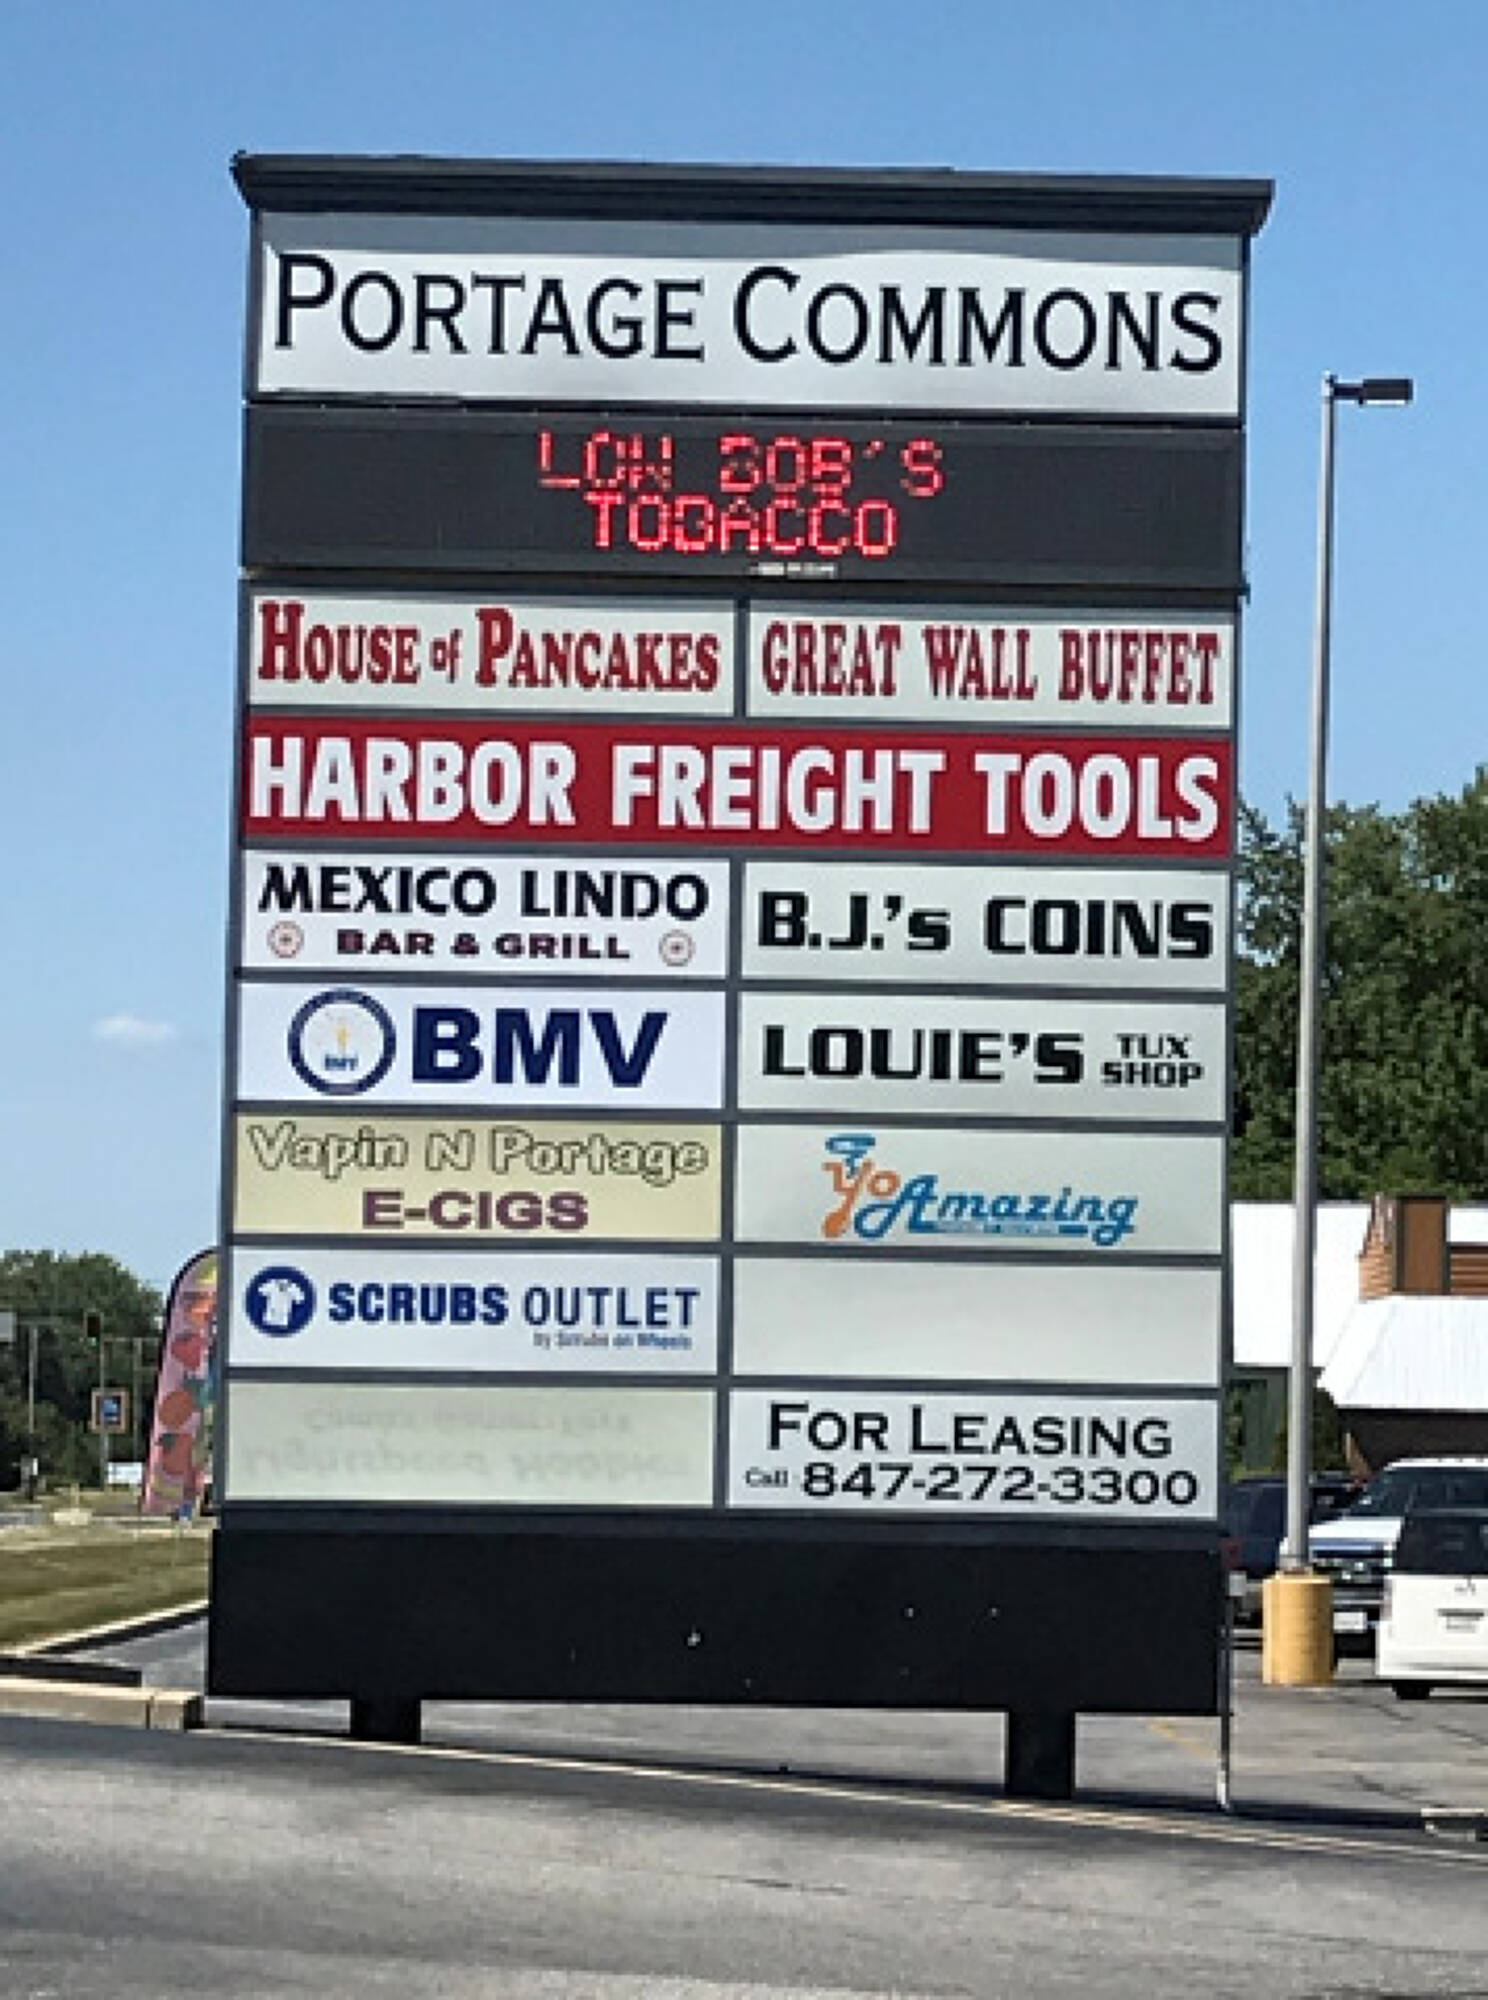 PORTAGE COMMONS
LOW BOB'S
TOBACCO
HOUSE of PANCAKES
GREAT WALL BUFFET
HARBOR FREIGHT TOOLS
MEXICO LINDO
BAR & GRILL
B.J.'s COINS
BMV
BMV
LOUIE'S TUX SHOP
Vapin N Portage
E-CIGS
YoAmazing
SCRUBS OUTLET
by Scrubs on Wheels
FOR LEASING
Call 847-272-3300